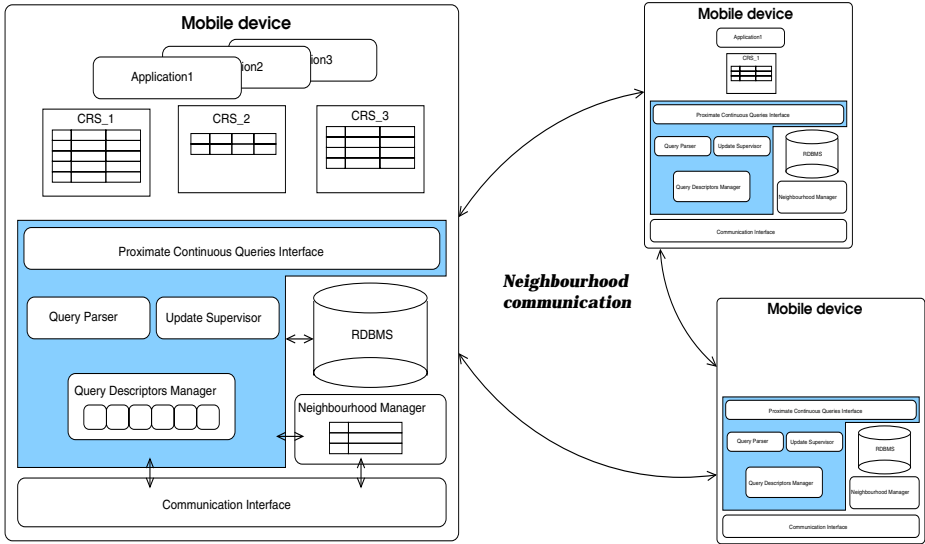 Mobile device
ion3
ion2
Application1
CRS_1
CRS_2
CRS_3
Proximate Continuous Queries Interface
Query Parser
Update Supervisor
RDBMS
Query Descriptors Manager
Neighbourhood Manager
Communication Interface
Neighbourhood
communication
Mobile device
Application1
CRS_1
Proximate Continuous Queries Interface
Query Parser
Update Supervisor
RDBMS
Query Descriptors Manager
Neighbourhood Manager
Communication Interface
Mobile device
Proximate Continuous Queries Interface
Query Parser
Update Supervisor
RDBMS
Query Descriptors Manager
Neighbourhood Manager
Communication Interface